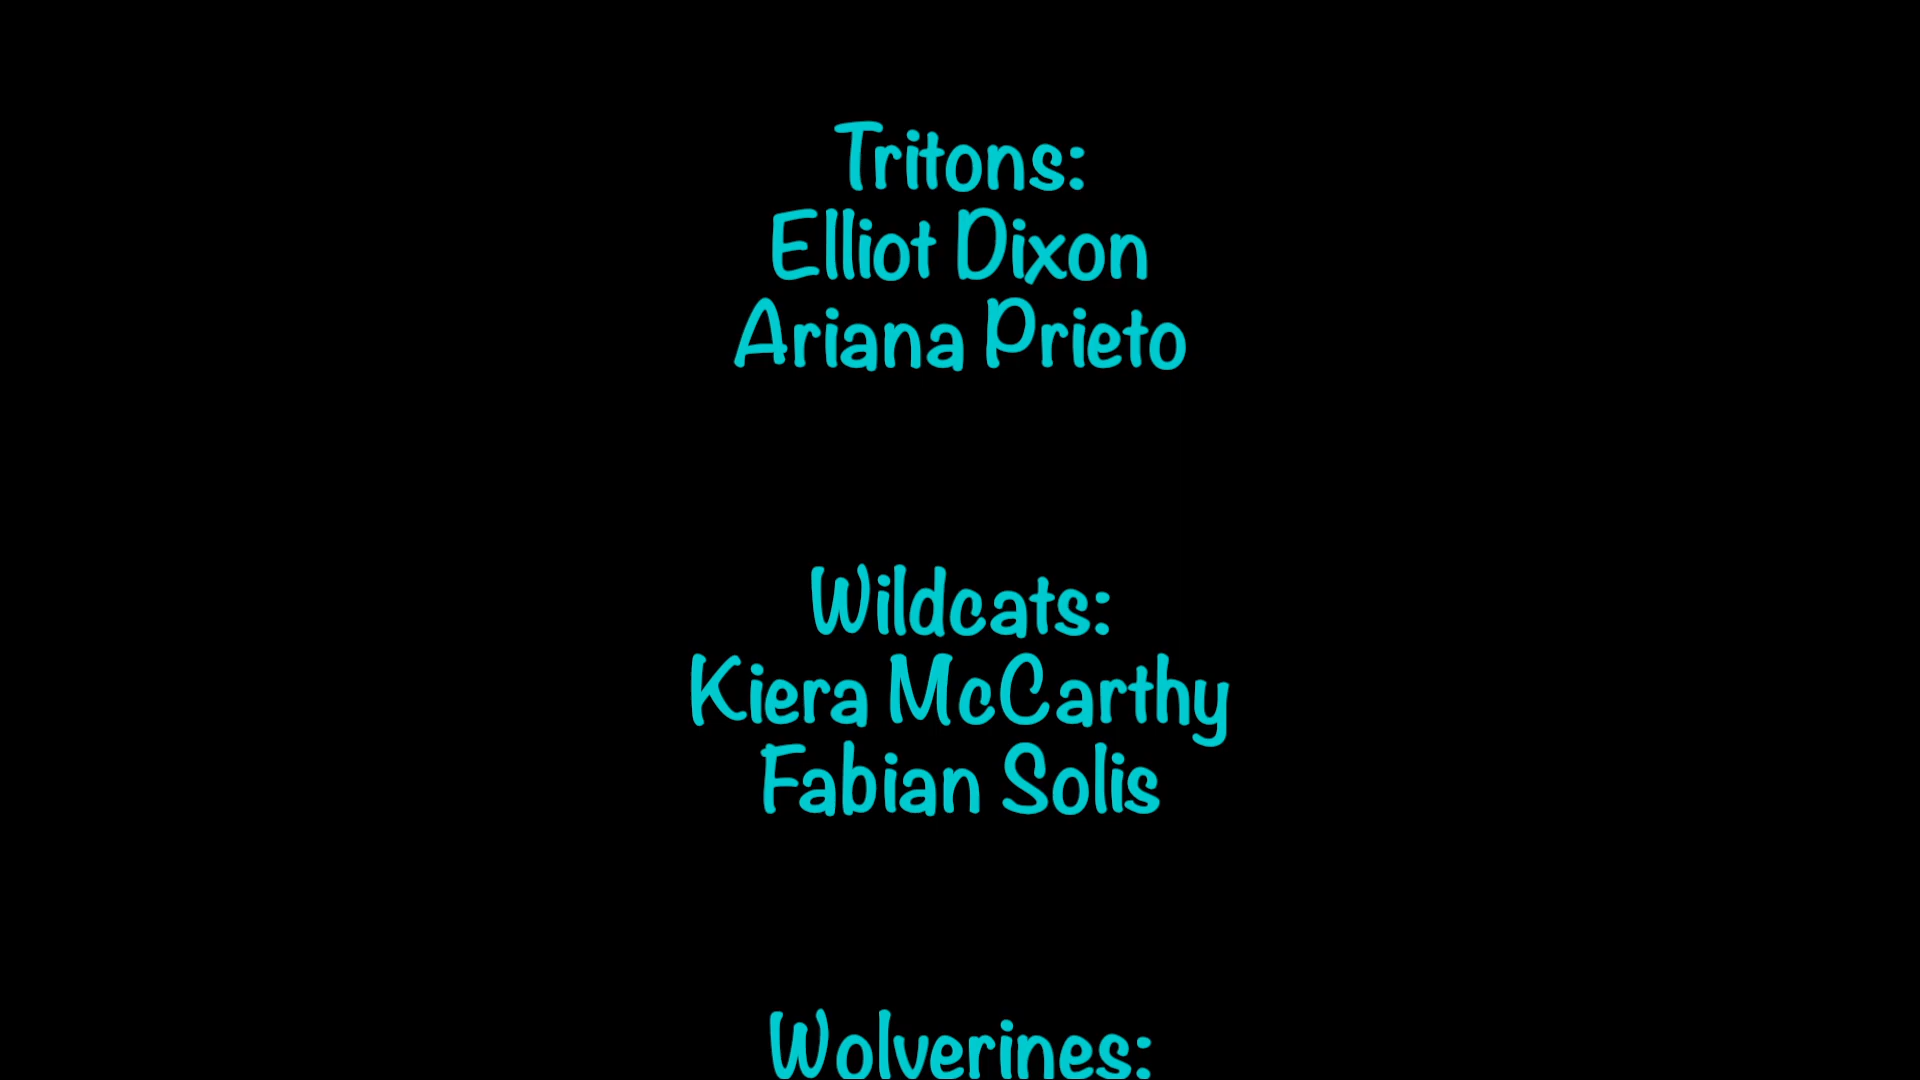 Tritons:
Elliot Dixon
Ariana Prieto
Wildcats:
Kiera McCarthy
Fabian Solis
Wolverines: